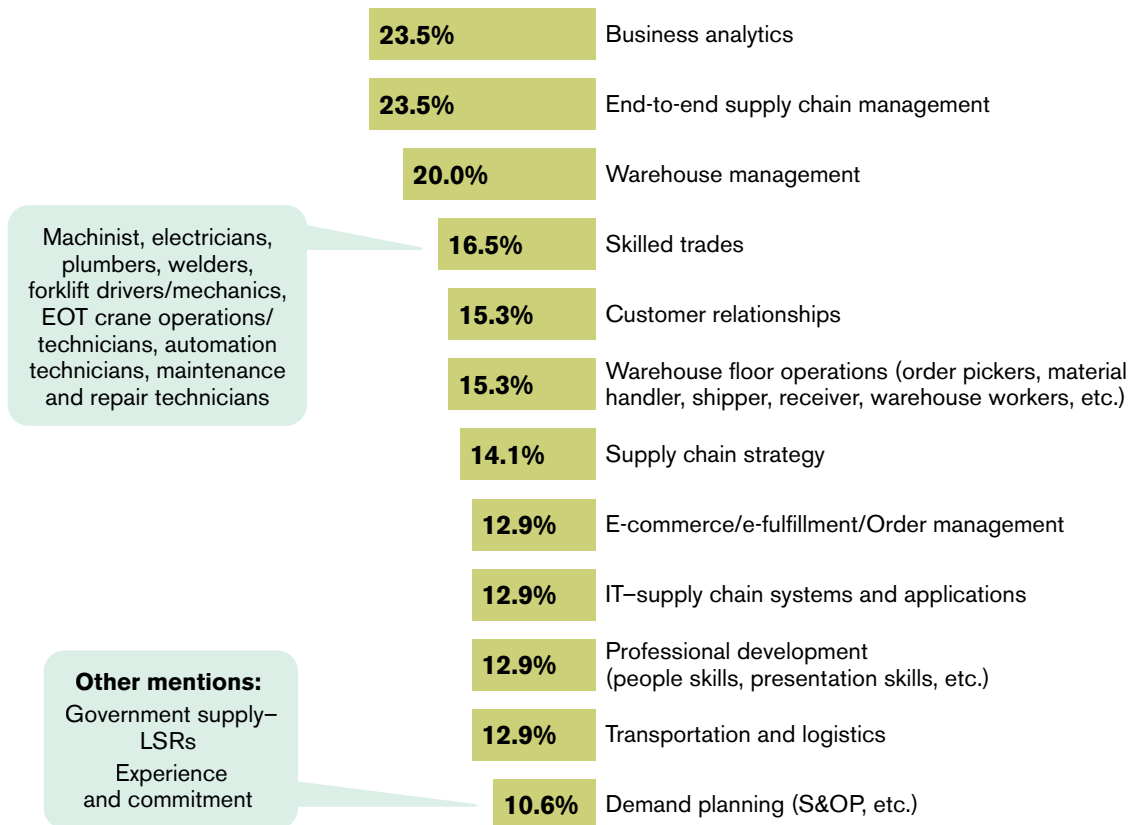 23.5% Business analytics
23.5% End-to-end supply chain management
20.0% Warehouse management
Machinist, electricians,
plumbers, welders,
forklift drivers/mechanics,
EOT crane operations/
technicians, automation
technicians, maintenance
and repair technicians
16.5% Skilled trades
15.3% Customer relationships
15.3% Warehouse floor operations (order pickers, material
handler, shipper, receiver, warehouse workers, etc.)
14.1% Supply chain strategy
12.9% E-commerce/e-fulfillment/Order management
12.9% IT–supply chain systems and applications
12.9% Professional development
(people skills, presentation skills, etc.)
12.9% Transportation and logistics
Other mentions:
Government supply–
LSRs
Experience
and commitment
10.6% Demand planning (S&OP, etc.)